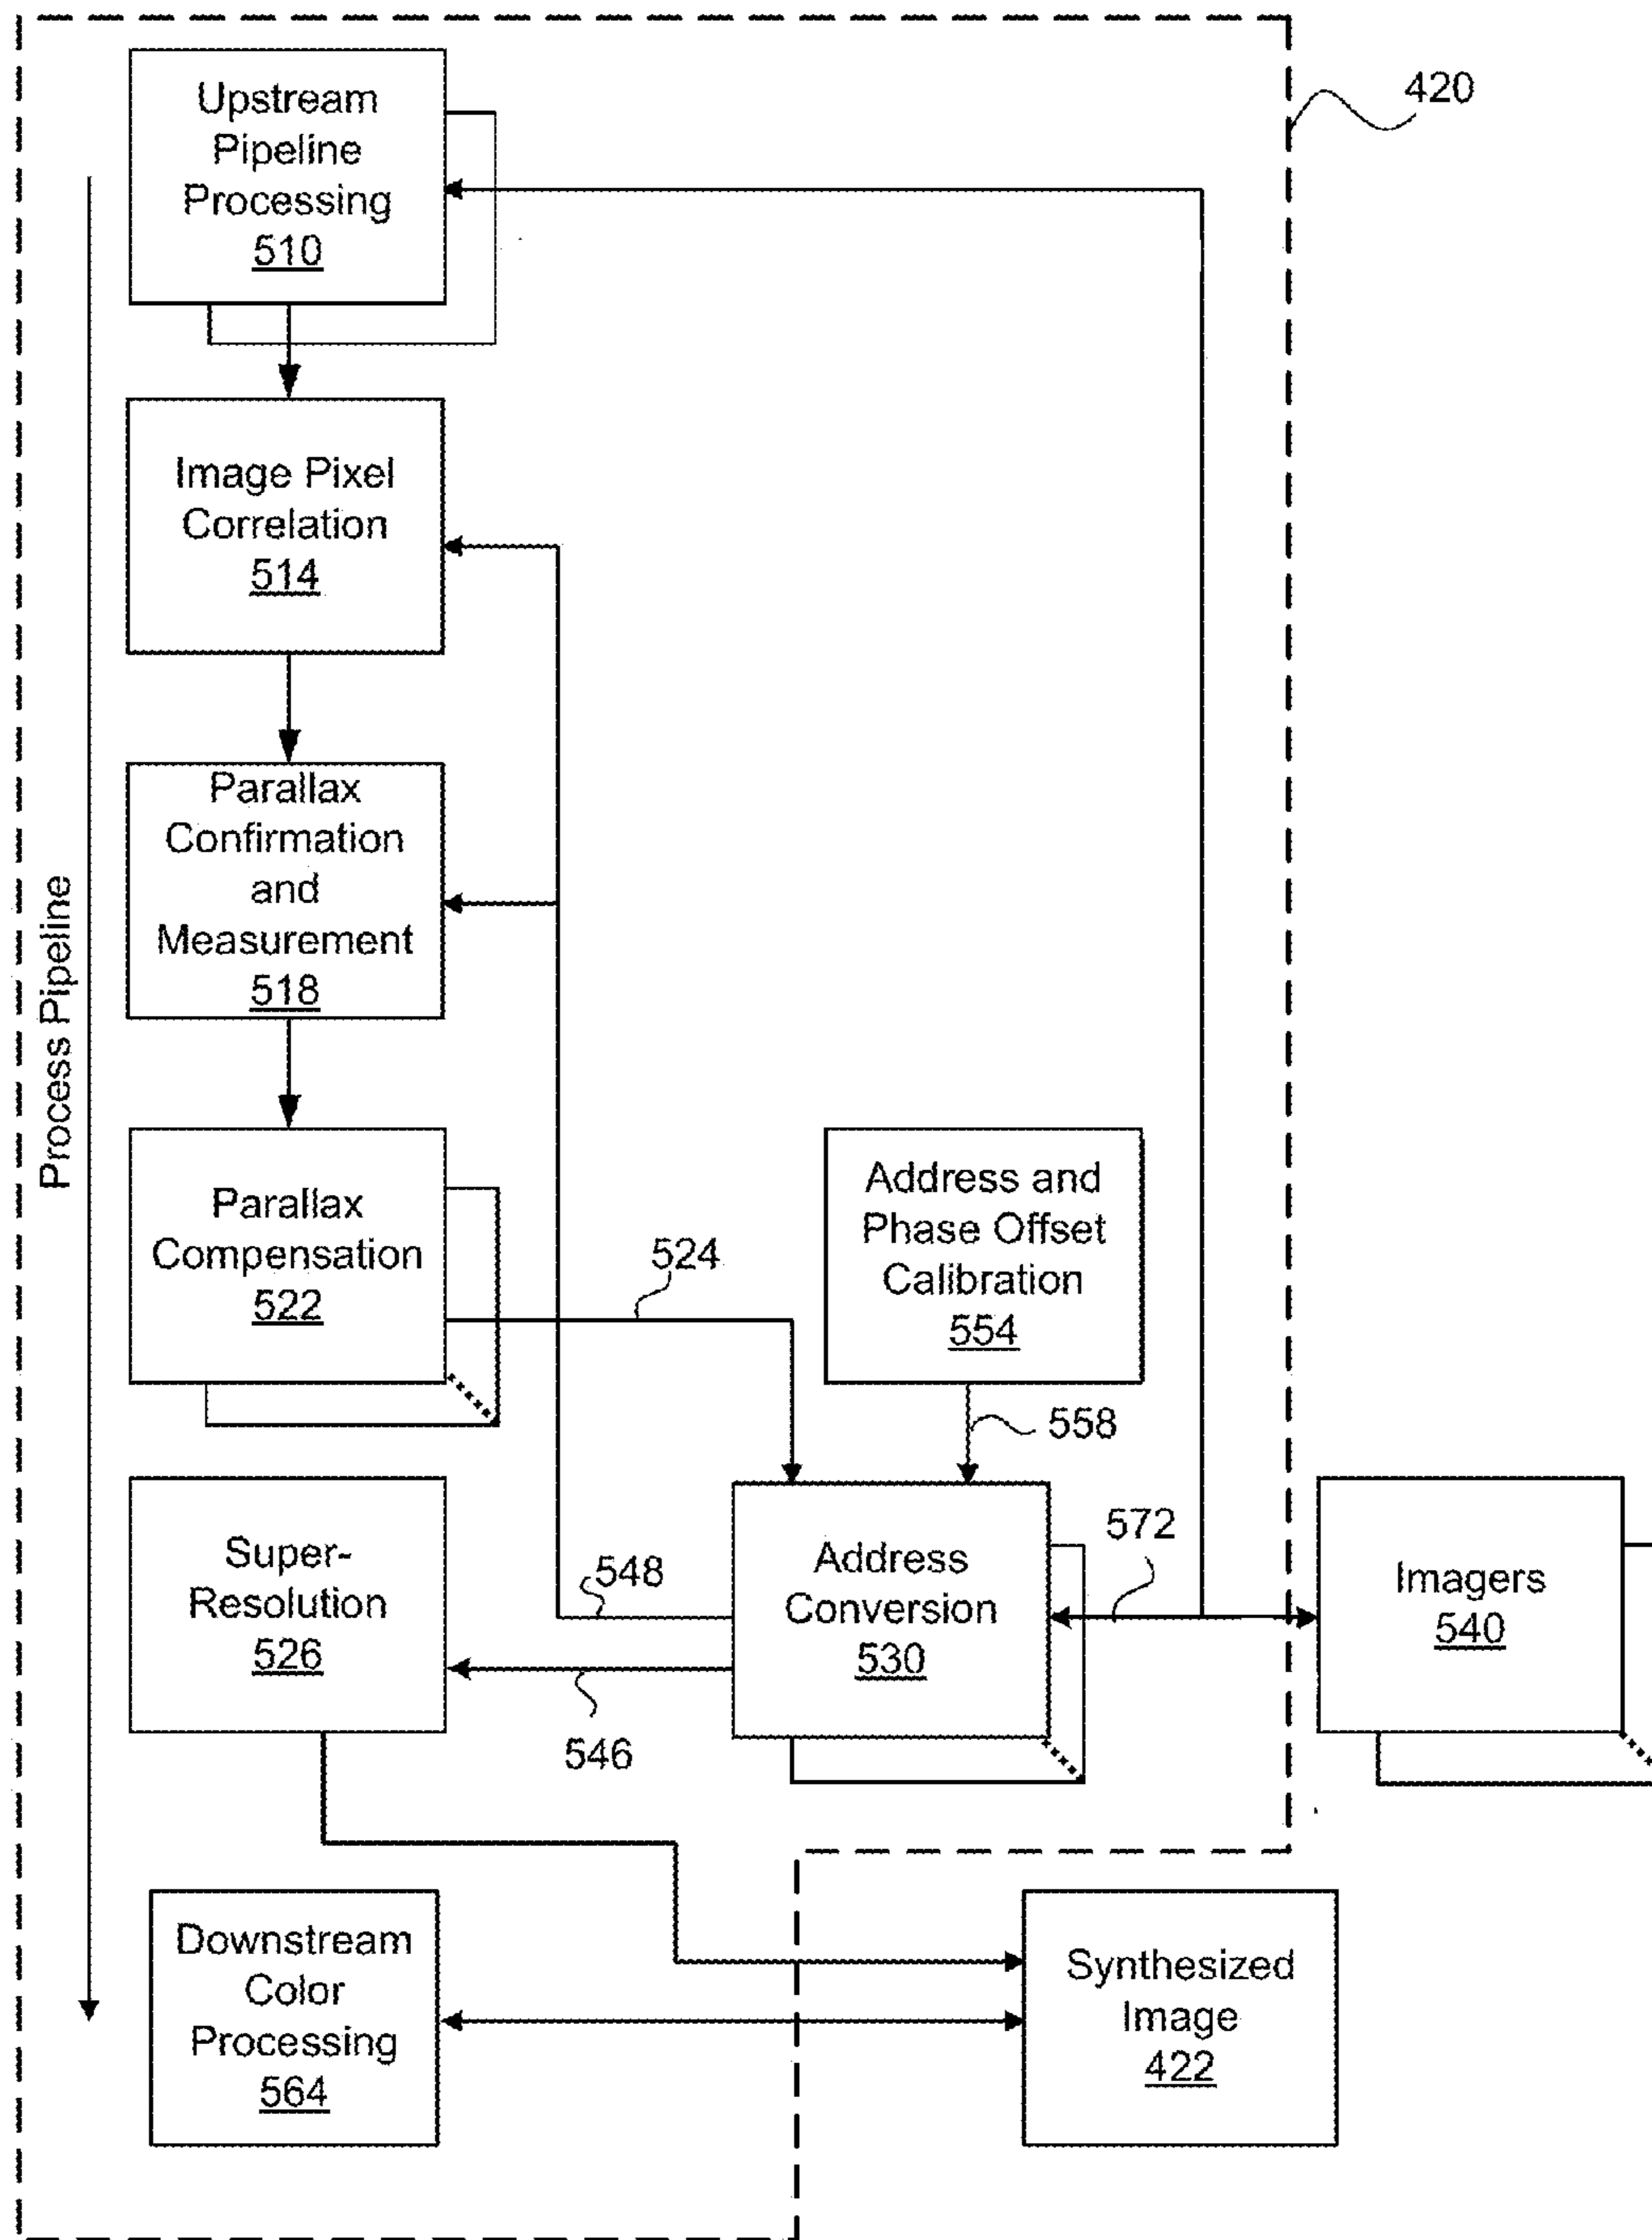 420
Upstream
Pipeline
Processing
510
Image Pixel
Correlation
514
Parallax
Confirmation
and
Measurement
518
Process Pipeline
Parallax
Compensation
522
524
Address and
Phase Offset
Calibration
554
558
Super-
Resolution
526
548
546
Address
Conversion
530
572
Imagers
540
Downstream
Color
Processing
564
Synthesized
Image
422